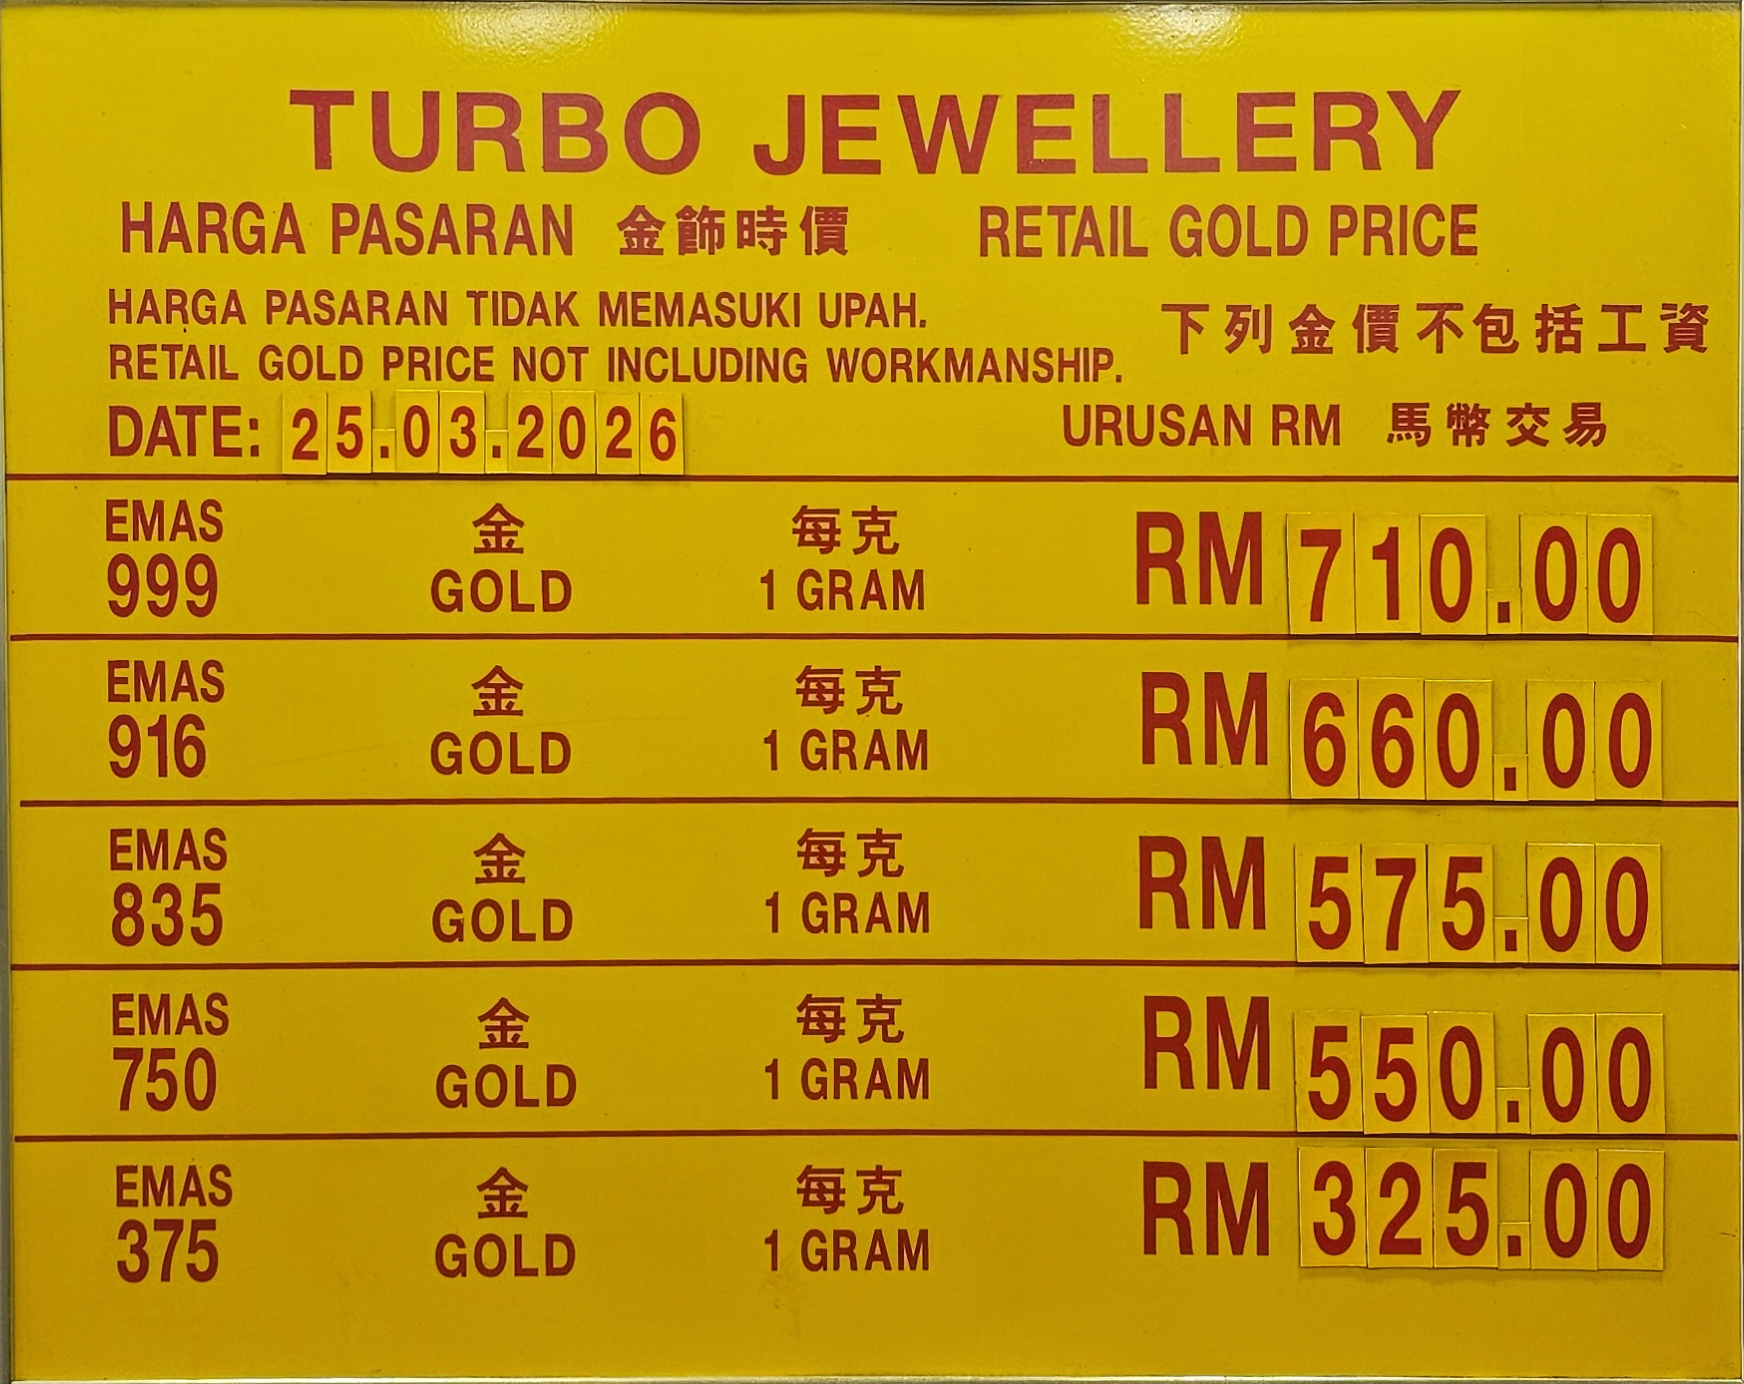 TURBO JEWELLERY
HARGA PASARAN 金飾時價 RETAIL GOLD PRICE
HARGA PASARAN TIDAK MEMASUKI UPAH.
RETAIL GOLD PRICE NOT INCLUDING WORKMANSHIP.
下列金價不包括工資
DATE: 25.03.2026
URUSAN RM 馬幣交易
EMAS 金 每克
999 GOLD 1 GRAM RM 710.00
EMAS 金 每克
916 GOLD 1 GRAM RM 660.00
EMAS 金 每克
835 GOLD 1 GRAM RM 575.00
EMAS 金 每克
750 GOLD 1 GRAM RM 550.00
EMAS 金 每克
375 GOLD 1 GRAM RM 325.00